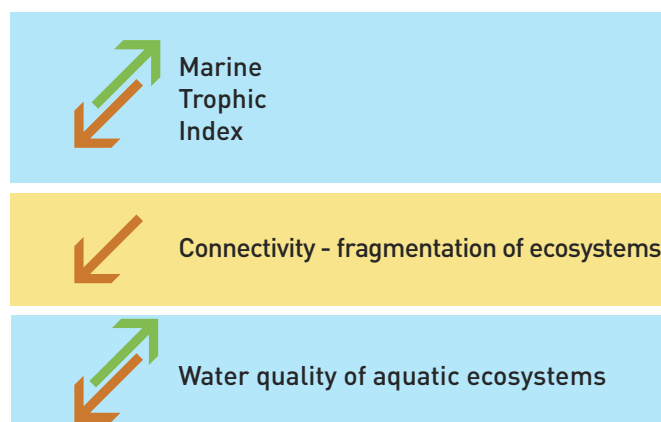 Marine
Trophic
Index
Connectivity - fragmentation of ecosystems
Water quality of aquatic ecosystems